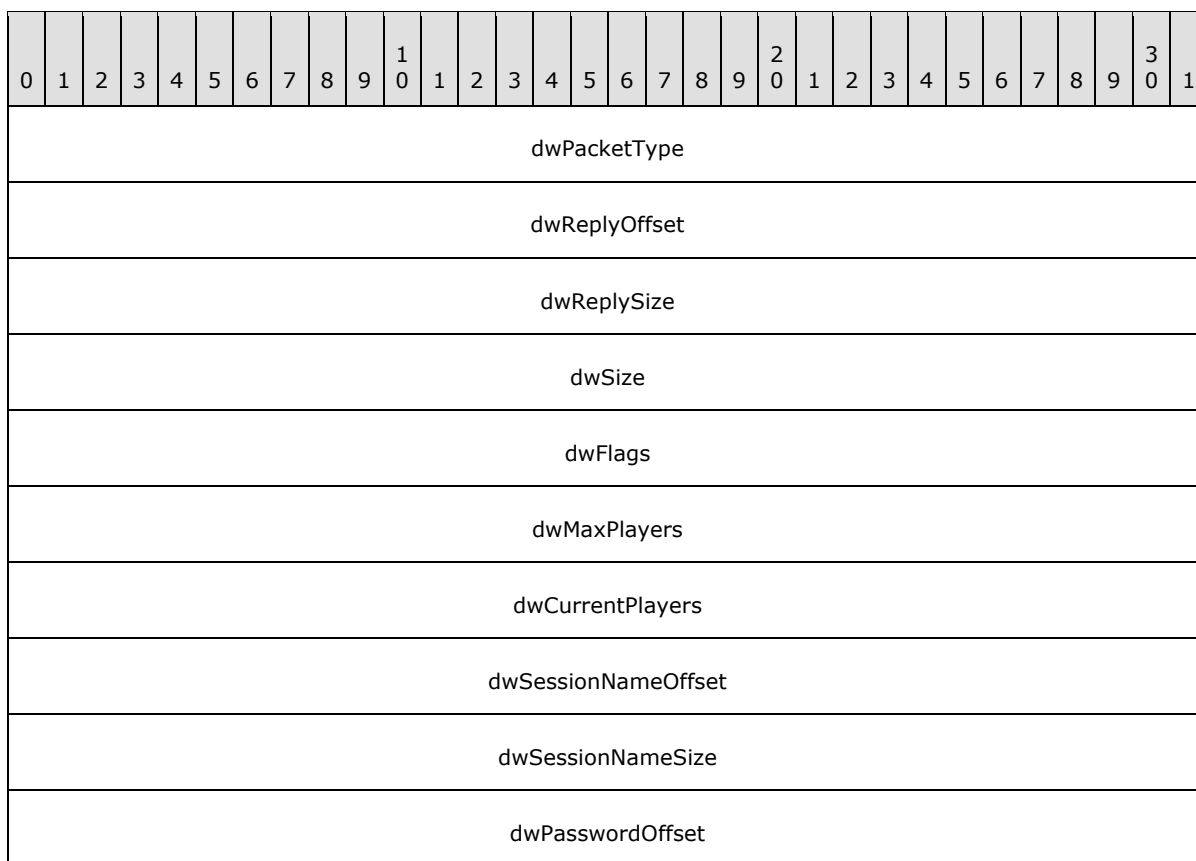 0 1 2 3 4 5 6 7 8 9 10 1 2 3 4 5 6 7 8 9 20 1 2 3 4 5 6 7 8 9 30 1
dwPacketType
dwReplyOffset
dwReplySize
dwSize
dwFlags
dwMaxPlayers
dwCurrentPlayers
dwSessionNameOffset
dwSessionNameSize
dwPasswordOffset